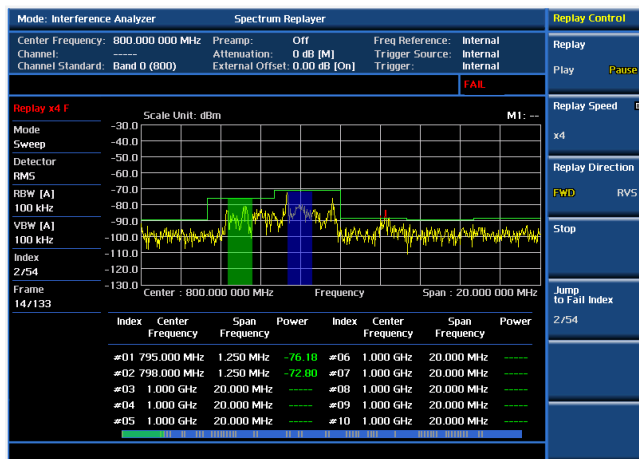 Mode: Interference Analyzer Spectrum Replayer
Center Frequency: 800.000 000 MHz Preamp: Off Freq Reference: Internal
Channel: ----- Attenuation: 0 dB [M] Trigger Source: Internal
Channel Standard: Band 0 (800) External Offset: 0.00 dB [On] Trigger: Internal
FAIL
Replay x4 F
Mode
Sweep
Detector
RMS
RBW [A]
100 kHz
VBW [A]
100 kHz
Index
2/54
Frame
14/133
Scale Unit: dBm M1: --
-30.0
-40.0
-50.0
-60.0
-70.0
-80.0
-90.0
-100.0
-110.0
-120.0
-130.0
Center : 800.000 000 MHz Frequency Span : 20.000 000 MHz
Index Center Span Power Index Center Span Power
Frequency Frequency Frequency Frequency
#01 795.000 MHz 1.250 MHz -76.18 #06 1.000 GHz 20.000 MHz -----
#02 798.000 MHz 1.250 MHz -72.80 #07 1.000 GHz 20.000 MHz -----
#03 1.000 GHz 20.000 MHz ----- #08 1.000 GHz 20.000 MHz -----
#04 1.000 GHz 20.000 MHz ----- #09 1.000 GHz 20.000 MHz -----
#05 1.000 GHz 20.000 MHz ----- #10 1.000 GHz 20.000 MHz -----
Replay Control
Replay
Play Pause
Replay Speed
x4
Replay Direction
FWD RVS
Stop
Jump
to Fail Index
2/54